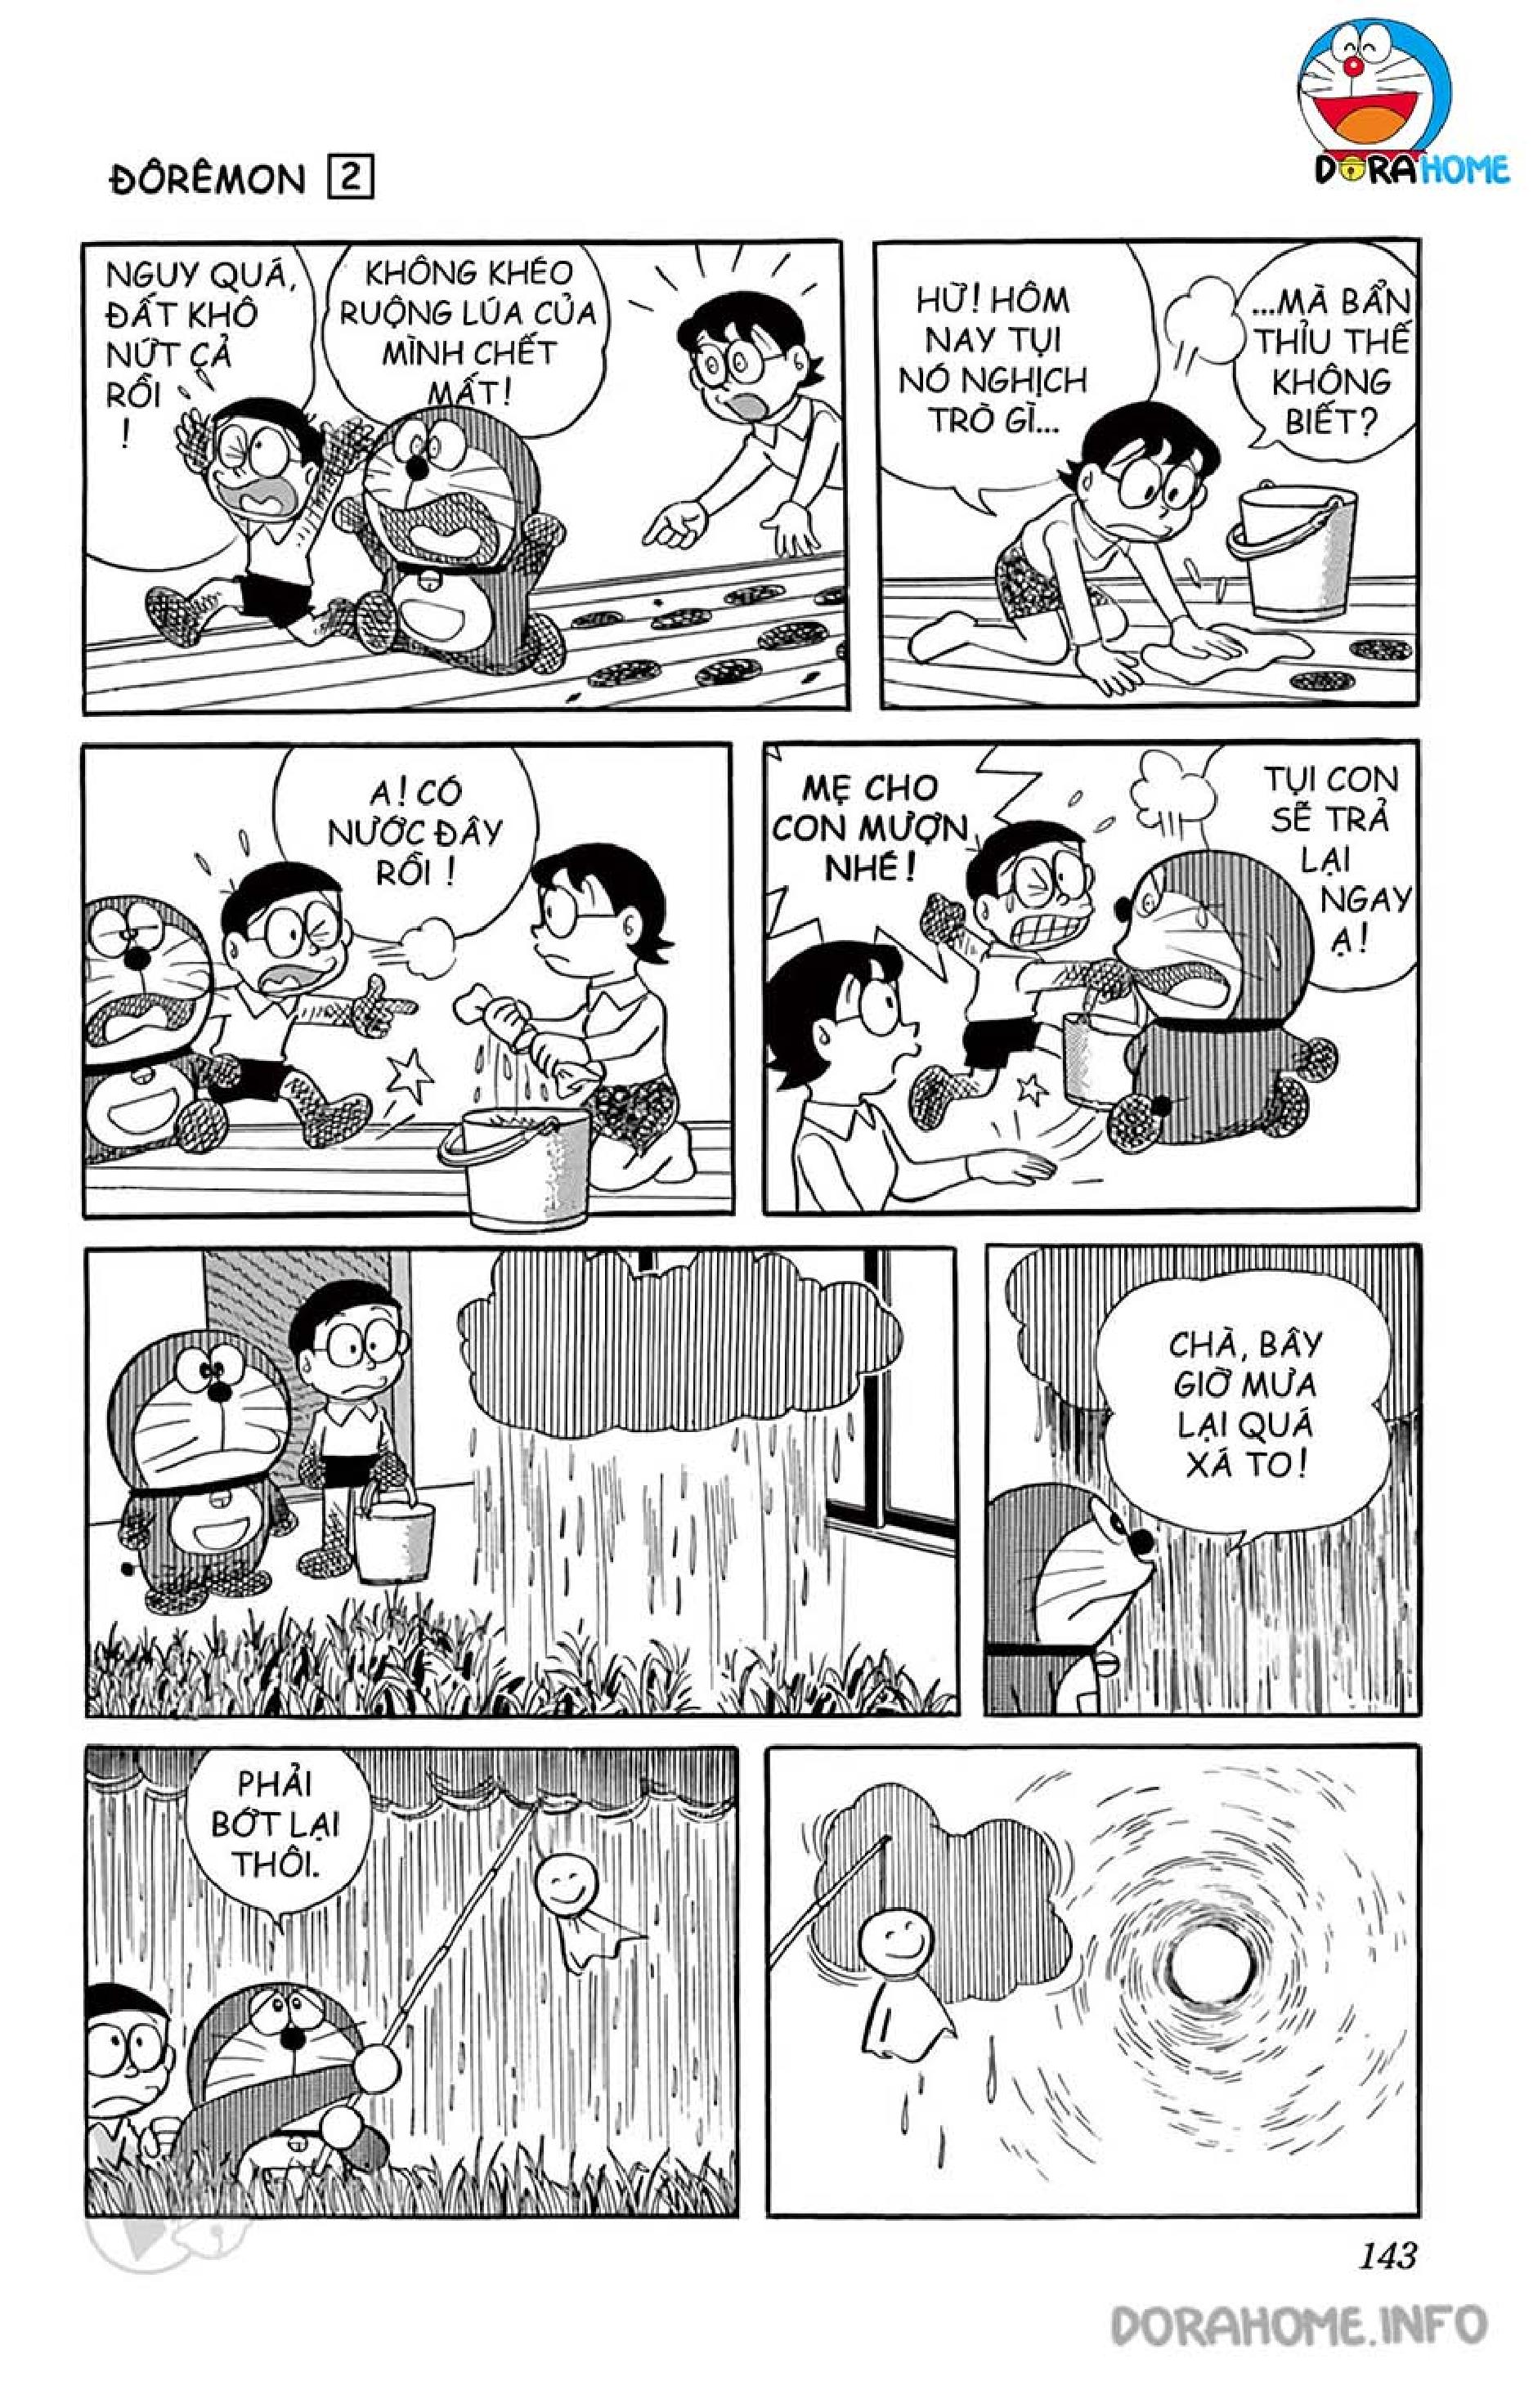 DORAHOME
ĐÔRÊMON 2
NGUY QUÁ,
ĐẤT KHÔ
NỨT CẢ
RỒI
!
KHÔNG KHÉO
RUỘNG LÚA CỦA
MÌNH CHẾT
MẤT!
HỪ! HÔM
NAY TỤI
NÓ NGHỊCH
TRÒ GÌ...
...MÀ BẨN
THỈU THẾ
KHÔNG
BIẾT?
A! CÓ
NƯỚC ĐÂY
RỒI !
MẸ CHO
CON MƯỢN
NHÉ!
TỤI CON
SẼ TRẢ
LẠI
NGAY
Ạ!
CHÀ, BÂY
GIỜ MƯA
LẠI QUÁ
XÁ TO!
PHẢI
BỚT LẠI
THÔI.
143
DORAHOME.INFO